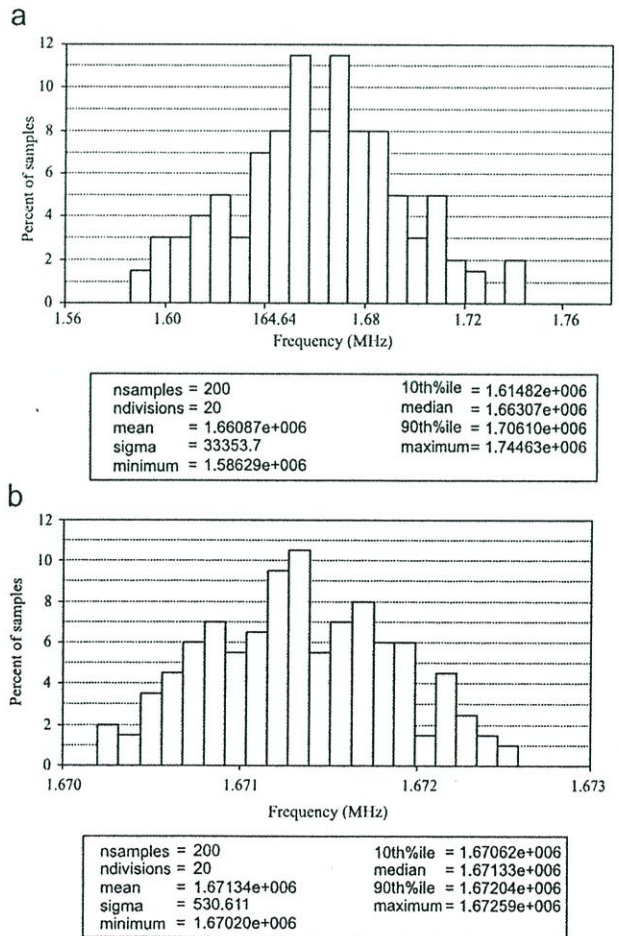 a
Percent of samples
12
10
8
6
4
2
0
1.56 1.60 164.64 1.68 1.72 1.76
Frequency (MHz)
nsamples = 200
ndivisions = 20
mean = 1.66087e+006
sigma = 33353.7
minimum = 1.58629e+006
10th%ile = 1.61482e+006
median = 1.66307e+006
90th%ile = 1.70610e+006
maximum= 1.74463e+006
b
Percent of samples
12
10
8
6
4
2
0
1.670 1.671 1.672 1.673
Frequency (MHz)
nsamples = 200
ndivisions = 20
mean = 1.67134e+006
sigma = 530.611
minimum = 1.67020e+006
10th%ile = 1.67062e+006
median = 1.67133e+006
90th%ile = 1.67204e+006
maximum = 1.67259e+006